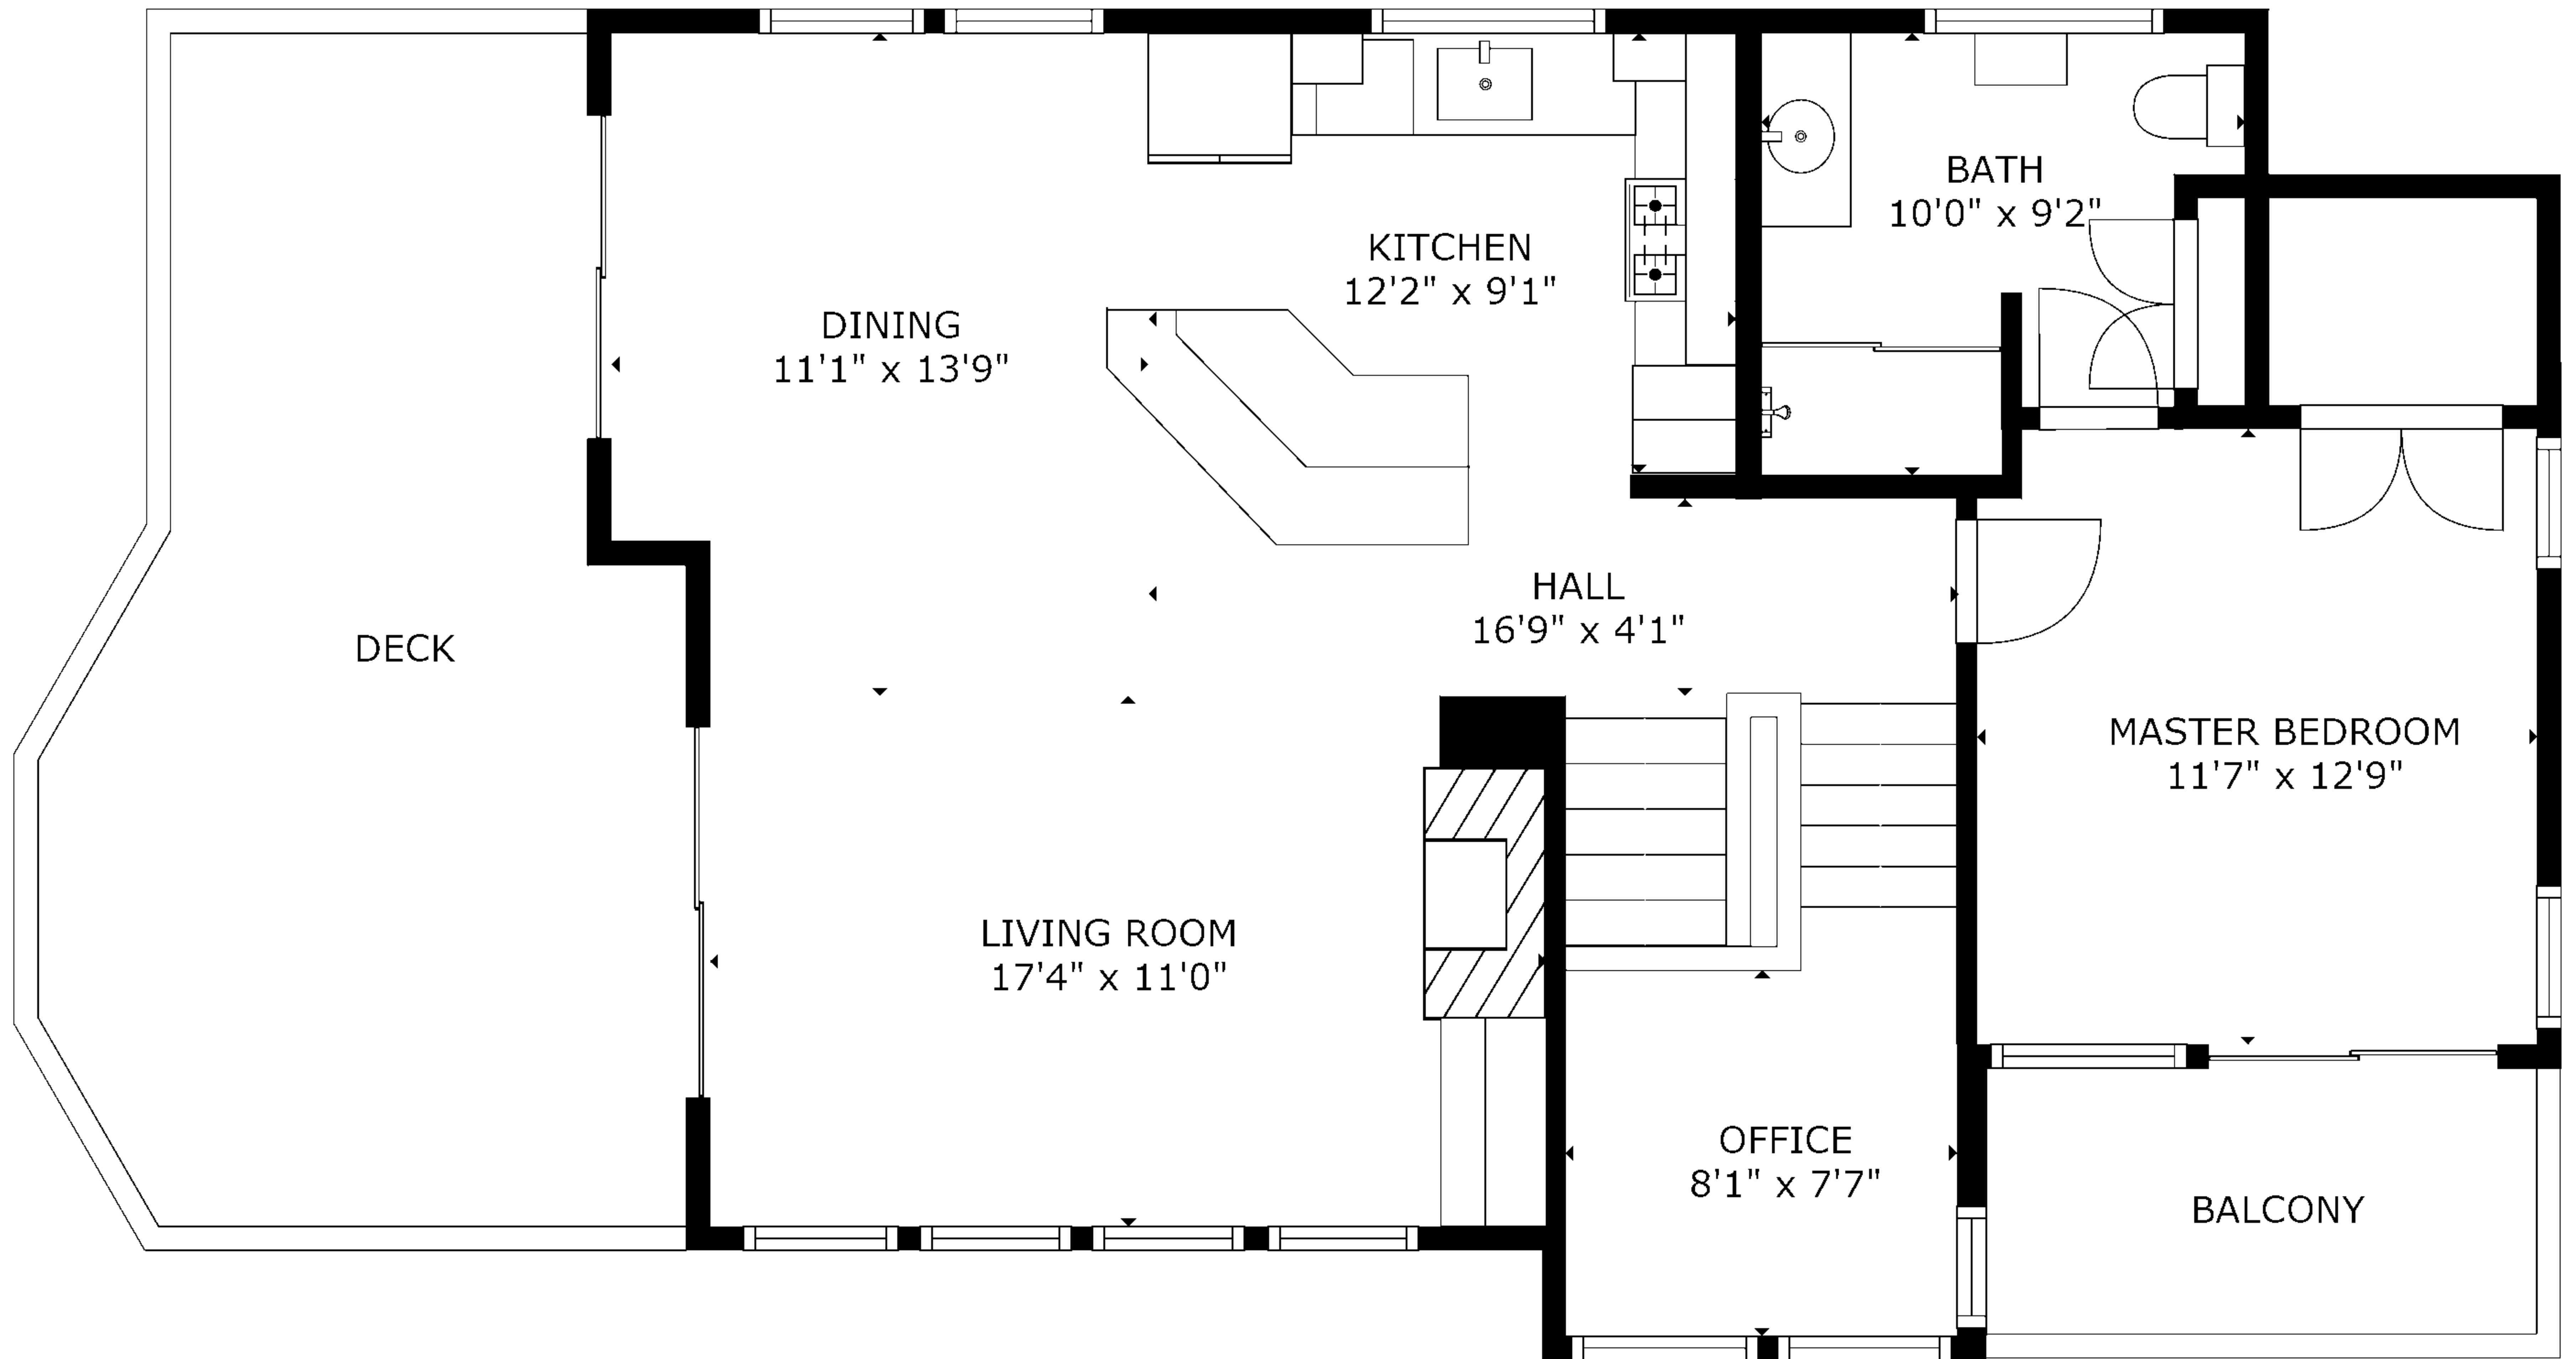 BATH
10'0" x 9'2"
KITCHEN
12'2" x 9'1"
DINING
11'1" x 13'9"
HALL
16'9" x 4'1"
DECK
MASTER BEDROOM
11'7" x 12'9"
LIVING ROOM
17'4" x 11'0"
OFFICE
8'1" x 7'7"
BALCONY